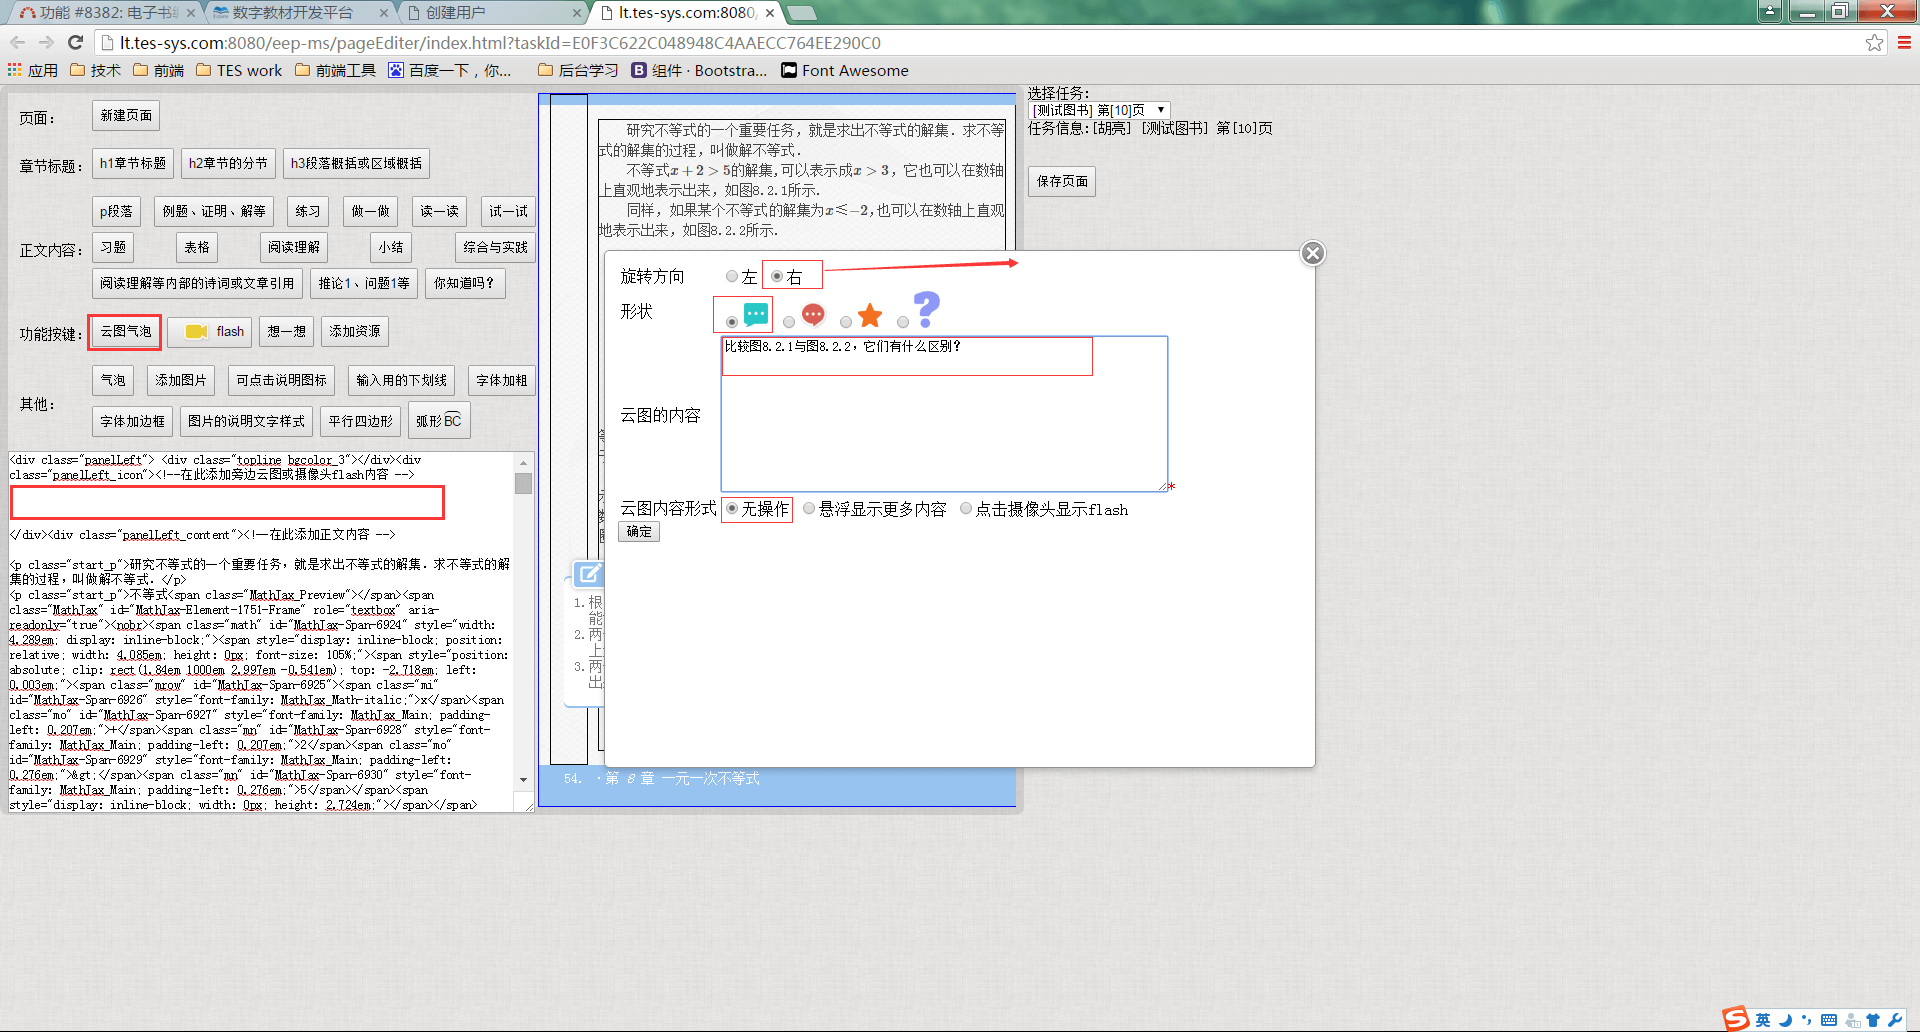 功能 #8382: 电子书编
数字教材开发平台
创建用户
lt.tes-sys.com:8080/
lt.tes-sys.com:8080/eep-ms/pageEditer/index.html?taskId=E0F3C622C048948C4AAECC764EE290C0
应用 技术 前端 TES work 前端工具 百度一下，你... 后台学习 组件 · Bootstra... Font Awesome
页面： 新建页面
章节标题： h1章节标题 h2章节的分节 h3段落概括或区域概括
p段落 例题、证明、解等 练习 做一做 读一读 试一试
正文内容： 习题 表格 阅读理解 小结 综合与实践
阅读理解等内部的诗词或文章引用 推论1、问题1等 你知道吗?
功能按键： 云图气泡 flash 想一想 添加资源
气泡 添加图片 可点击说明图标 输入用的下划线 字体加粗
其他：
字体加边框 图片的说明文字样式 平行四边形 弧形BC
<div class="panelLeft"> <div class="topline bgcolor_3"></div><div
class="panelLeft_icon"><!--在此添加旁边云图或摄像头flash内容 -->
</div><div class="panelLeft_content"><!--在此添加正文内容 -->
<p class="start_p">研究不等式的一个重要任务，就是求出不等式的解集．求不等式的解
集的过程，叫做解不等式．</p>
<p class="start_p">不等式<span class="MathJax_Preview"></span><span
class="MathJax" id="MathJax-Element-1751-Frame" role="textbox" aria-
readonly="true"><nobr><span class="math" id="MathJax-Span-6924" style="width:
4.289em; display: inline-block;"><span style="display: inline-block; position:
relative; width: 4.085em; height: 0px; font-size: 105%;"><span style="position:
absolute; clip: rect(1.84em 1000em 2.997em -0.541em); top: -2.718em; left:
0.003em;"><span class="mrow" id="MathJax-Span-6925"><span class="mi"
id="MathJax-Span-6926" style="font-family: MathJax_Math-italic;">x</span><span
class="mo" id="MathJax-Span-6927" style="font-family: MathJax_Main; padding-
left: 0.207em;">+</span><span class="mn" id="MathJax-Span-6928" style="font-
family: MathJax_Main; padding-left: 0.207em;">2</span><span class="mo"
id="MathJax-Span-6929" style="font-family: MathJax_Main; padding-left:
0.276em;">&gt;</span><span class="mn" id="MathJax-Span-6930" style="font-
family: MathJax_Main; padding-left: 0.276em;">5</span></span><span
style="display: inline-block; width: 0px; height: 2.724em;"></span></span>
研究不等式的一个重要任务，就是求出不等式的解集．求不等
式的解集的过程，叫做解不等式．
不等式x + 2 > 5的解集,可以表示成x > 3，它也可以在数轴
上直观地表示出来，如图8.2.1所示.
同样，如果某个不等式的解集为x⩽−2,也可以在数轴上直观
地表示出来，如图8.2.2所示.
1. 根
能
2. 两
上
3. 两
出
54. · 第 8 章 一元一次不等式
旋转方向 左 右
形状
比较图8.2.1与图8.2.2，它们有什么区别?
云图的内容
*
云图内容形式 无操作 悬浮显示更多内容 点击摄像头显示flash
确定
选择任务:
[测试图书] 第[10]页
任务信息:[胡亮] [测试图书] 第[10]页
保存页面
英